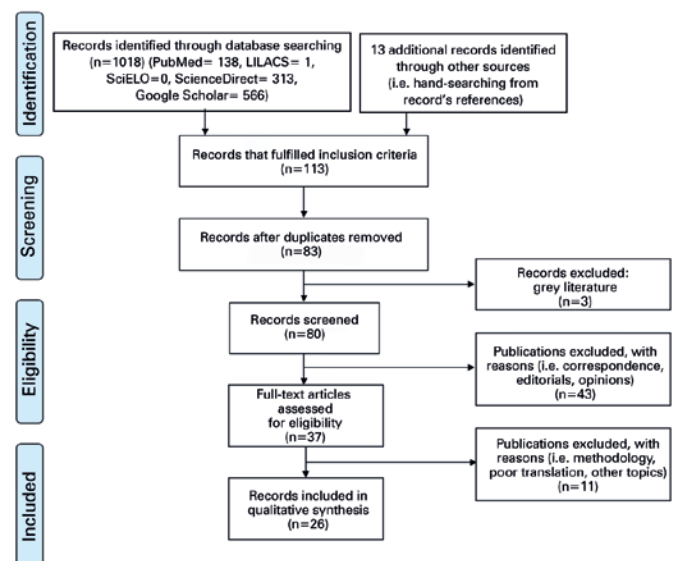 Identification
Records identified through database searching
(n=1018) (PubMed= 138, LILACS= 1,
SciELO=0, ScienceDirect= 313,
Google Scholar= 566)
13 additional records identified
through other sources
(i.e. hand-searching from
record's references)
Records that fulfilled inclusion criteria
(n=113)
Screening
Records after duplicates removed
(n=83)
Records excluded:
grey literature
(n=3)
Eligibility
Records screened
(n=80)
Publications excluded, with
reasons (i.e. correspondence,
editorials, opinions)
(n=43)
Full-text articles
assessed
for eligibility
(n=37)
Publications excluded, with
reasons (i.e. methodology,
poor translation, other topics)
(n=11)
Included
Records included in
qualitative synthesis
(n=26)